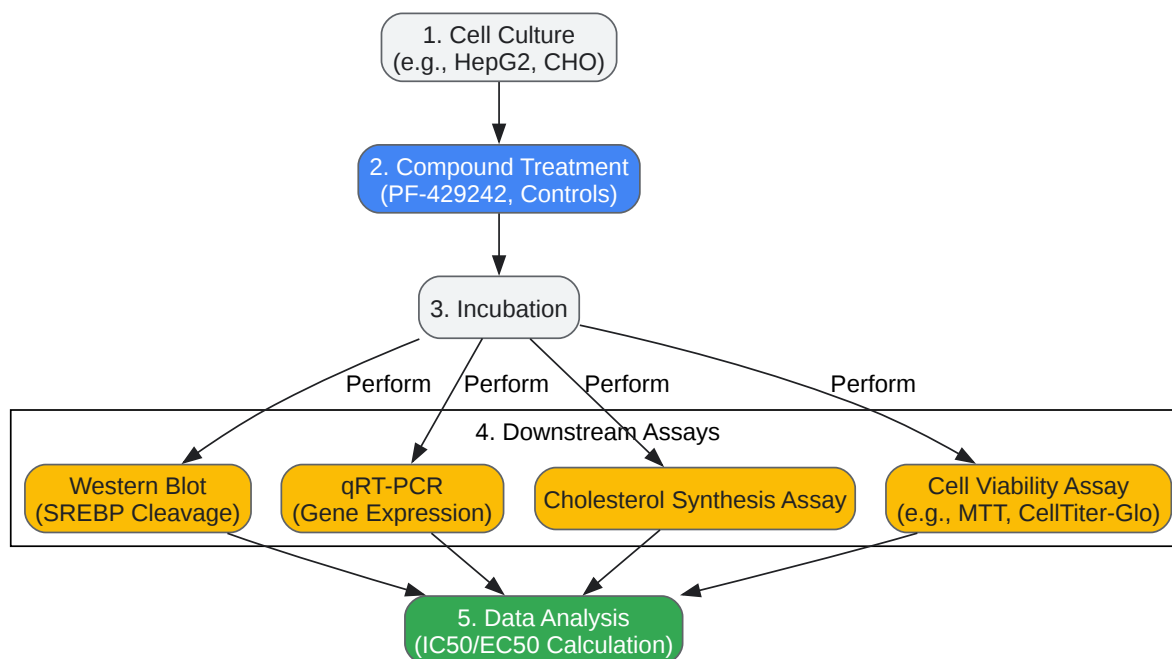 1. Cell Culture
(e.g., HepG2, CHO)
2. Compound Treatment
(PF-429242, Controls)
3. Incubation
Perform
Perform
Perform
Perform
4. Downstream Assays
Western Blot
(SREBP Cleavage)
qRT-PCR
(Gene Expression)
Cholesterol Synthesis Assay
Cell Viability Assay
(e.g., MTT, CellTiter-Glo)
5. Data Analysis
(IC50/EC50 Calculation)